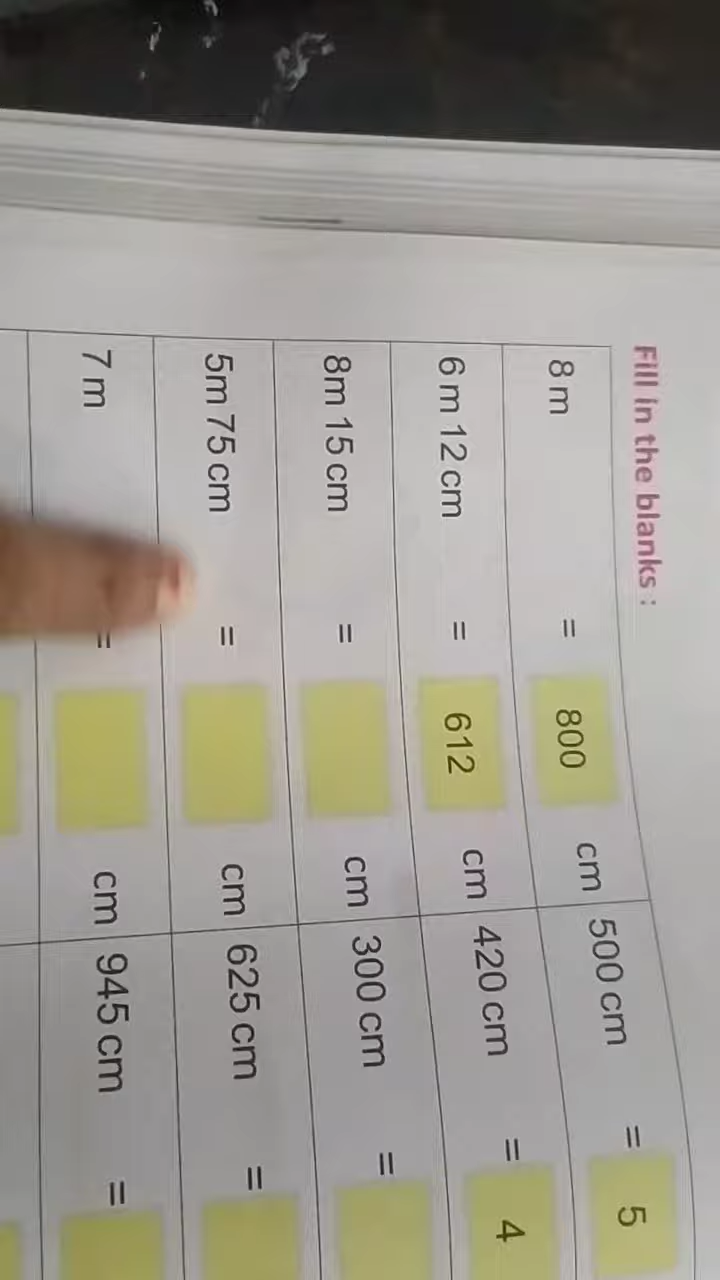 Fill in the blanks :
8 m = 800 cm 500 cm = 5
6 m 12 cm = 612 cm 420 cm = 4
8m 15 cm = cm 300 cm =
5m 75 cm = cm 625 cm =
7 m = cm 945 cm =